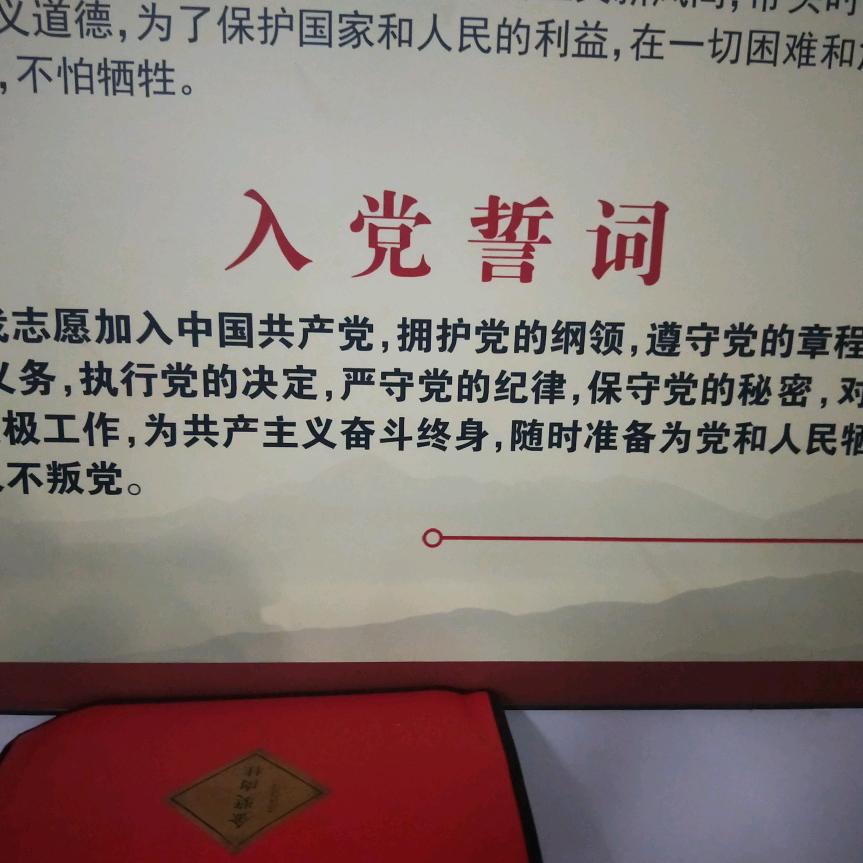 义道德,为了保护国家和人民的利益,在一切困难和
,不怕牺牲。
入党誓词
我志愿加入中国共产党,拥护党的纲领,遵守党的章程
义务,执行党的决定,严守党的纪律,保守党的秘密,对
极工作,为共产主义奋斗终身,随时准备为党和人民牺
不叛党。
金奖肉桂